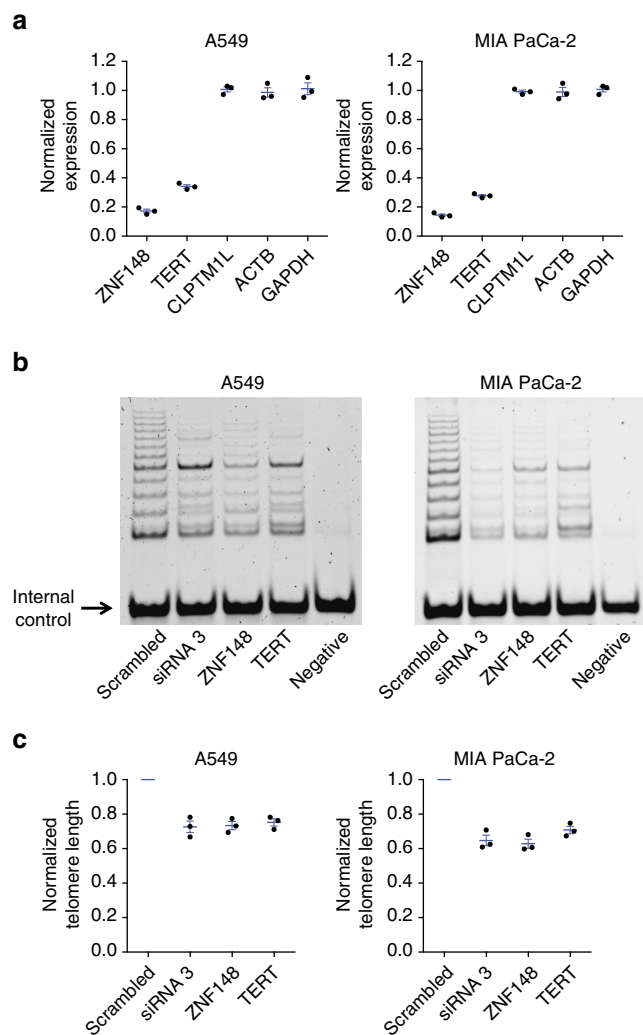 a
A549
Normalized
expression
1.2
1.0
0.8
0.6
0.4
0.2
0.0
ZNF148
TERT
CLPTM1L
ACTB
GAPDH
MIA PaCa-2
Normalized
expression
1.2
1.0
0.8
0.6
0.4
0.2
0.0
ZNF148
TERT
CLPTM1L
ACTB
GAPDH
b
A549
MIA PaCa-2
Internal
control
Scrambled
siRNA 3
ZNF148
TERT
Negative
Scrambled
siRNA 3
ZNF148
TERT
Negative
c
A549
Normalized
telomere length
1.0
0.8
0.6
0.4
0.2
0.0
Scrambled
siRNA 3
ZNF148
TERT
MIA PaCa-2
Normalized
telomere length
1.0
0.8
0.6
0.4
0.2
0.0
Scrambled
siRNA 3
ZNF148
TERT